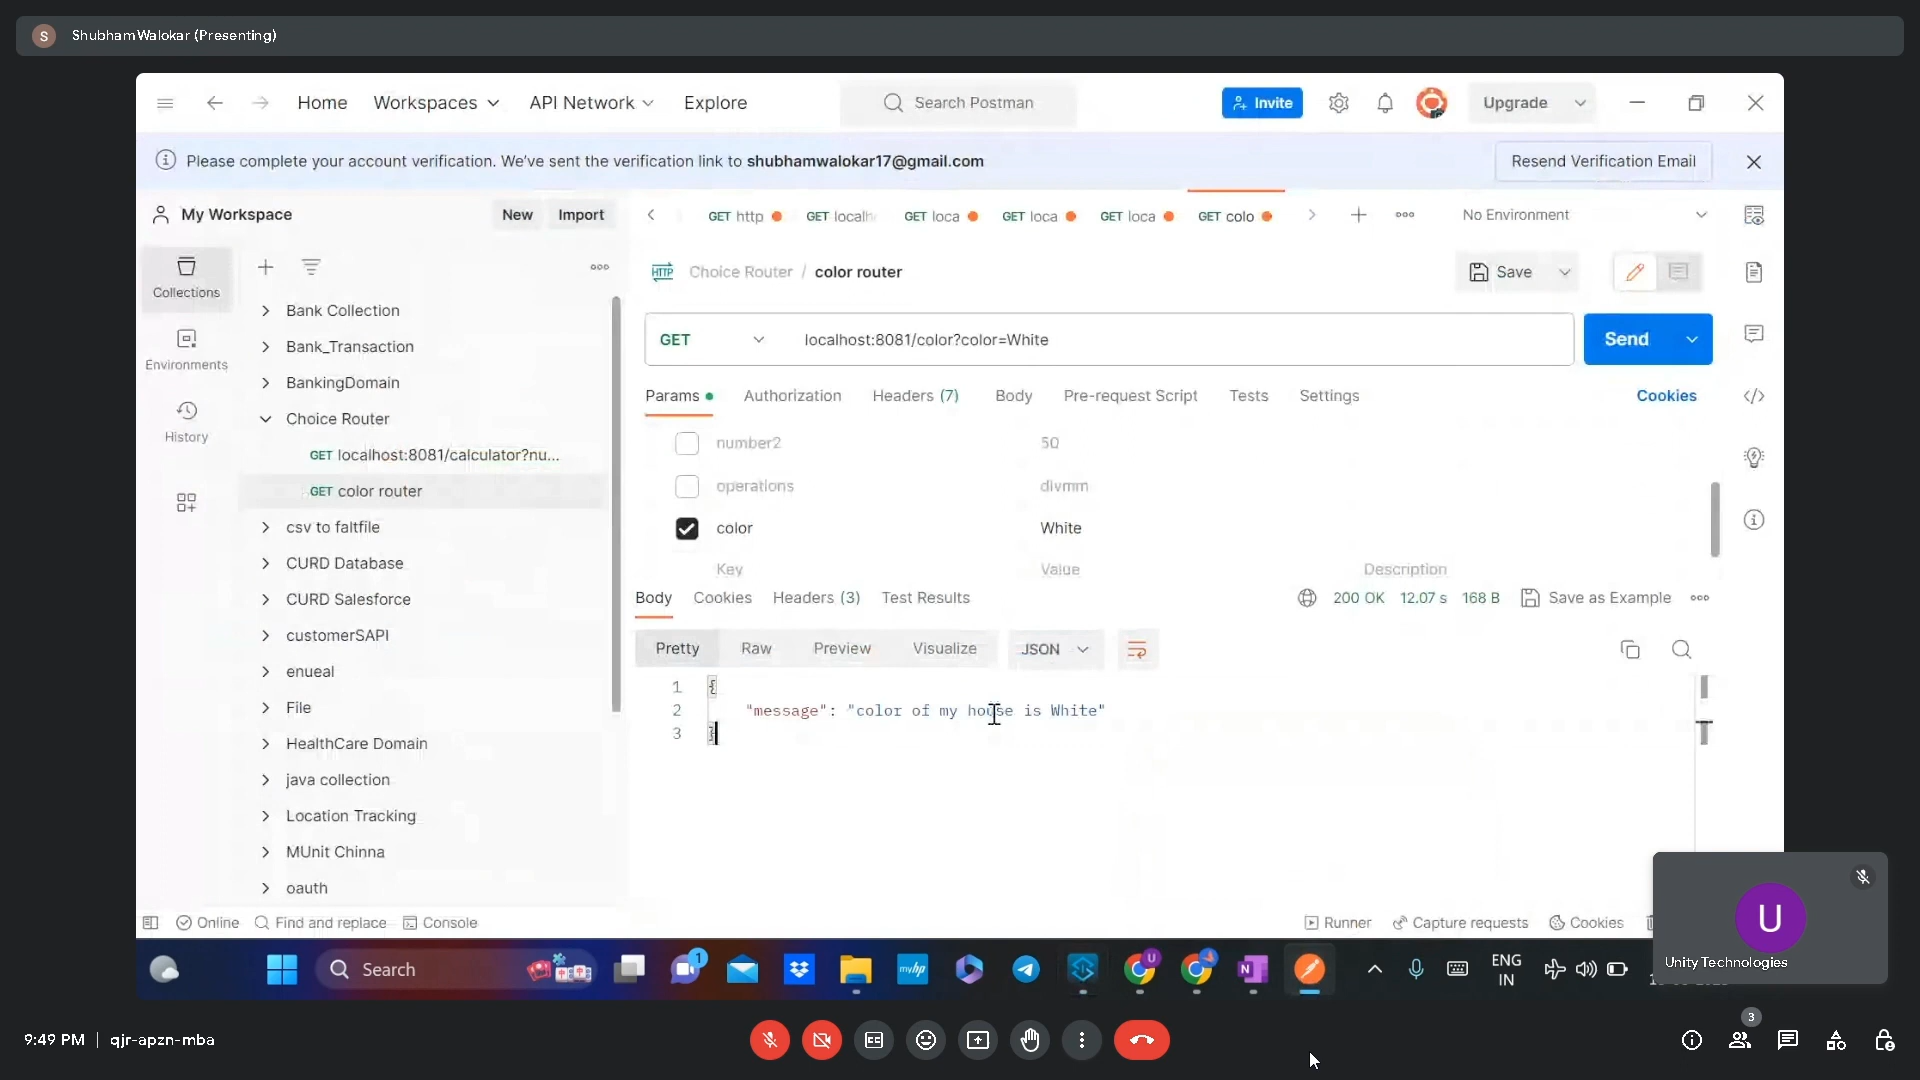 S ShubhamWalokar (Presenting)
Home Workspaces API Network Explore Search Postman Invite Upgrade
Please complete your account verification. We've sent the verification link to shubhamwalokar17@gmail.com Resend Verification Email
My Workspace New Import GET http GET localh GET loca GET loca GET loca GET colo No Environment
Collections
Environments
History
Bank Collection
Bank_Transaction
BankingDomain
Choice Router
GET localhost:8081/calculator?nu...
GET color router
csv to faltfile
CURD Database
CURD Salesforce
customerSAPI
enueal
File
HealthCare Domain
java collection
Location Tracking
MUnit Chinna
oauth
HTTP Choice Router / color router Save
GET localhost:8081/color?color=White Send
Params Authorization Headers (7) Body Pre-request Script Tests Settings Cookies
number2 50
operations divmm
color White
Key Value Description
Body Cookies Headers (3) Test Results 200 OK 12.07 s 168 B Save as Example
Pretty Raw Preview Visualize JSON
1 {
2 "message": "color of my house is White"
3 }
Online Find and replace Console Runner Capture requests Cookies
U
Unity Technologies
Search 1 myhp U N ENG
IN
9:49 PM | qjr-apzn-mba 3